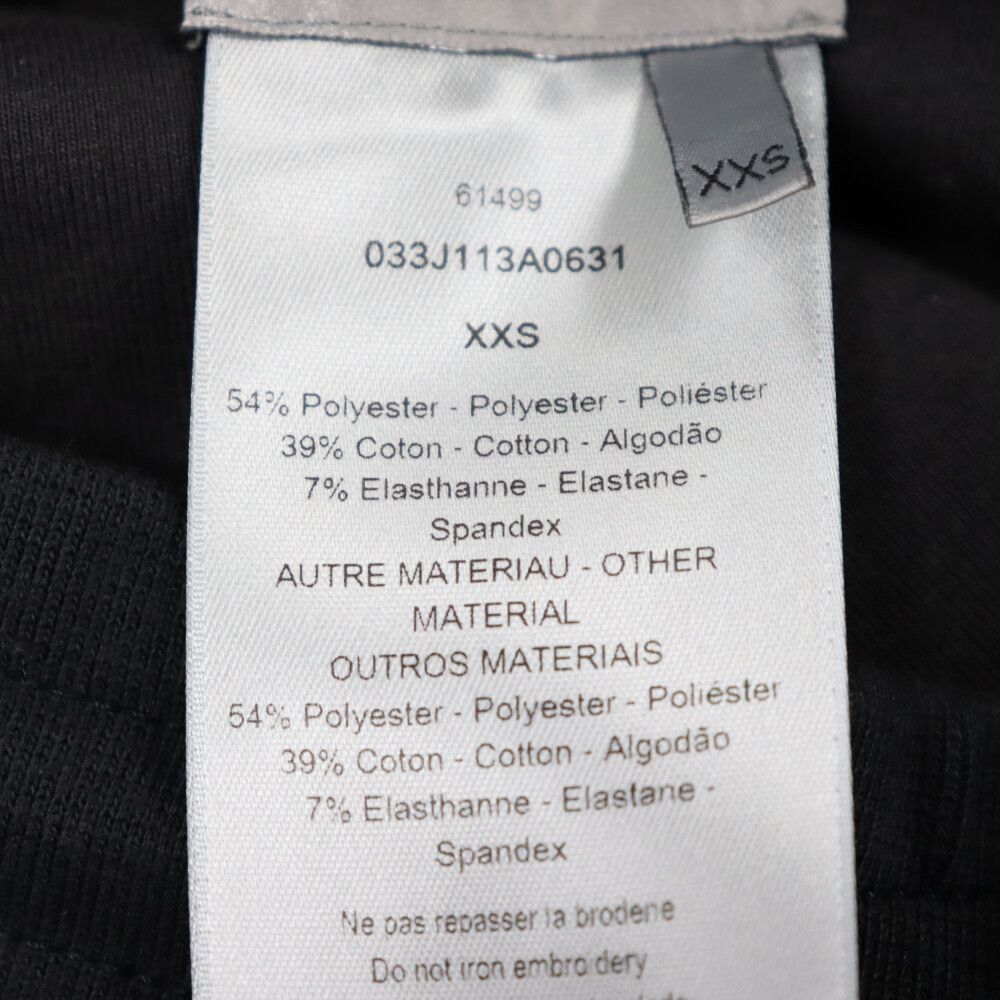 XXS
61499
033J113A0631
XXS
54% Polyester - Polyester - Poliéster
39% Coton - Cotton - Algodão
7% Elasthanne - Elastane -
Spandex
AUTRE MATERIAU - OTHER
MATERIAL
OUTROS MATERIAIS
54% Polyester - Polyester - Poliéster
39% Coton - Cotton - Algodão
7% Elasthanne - Elastane -
Spandex
Ne pas repasser la broderie
Do not iron embroidery